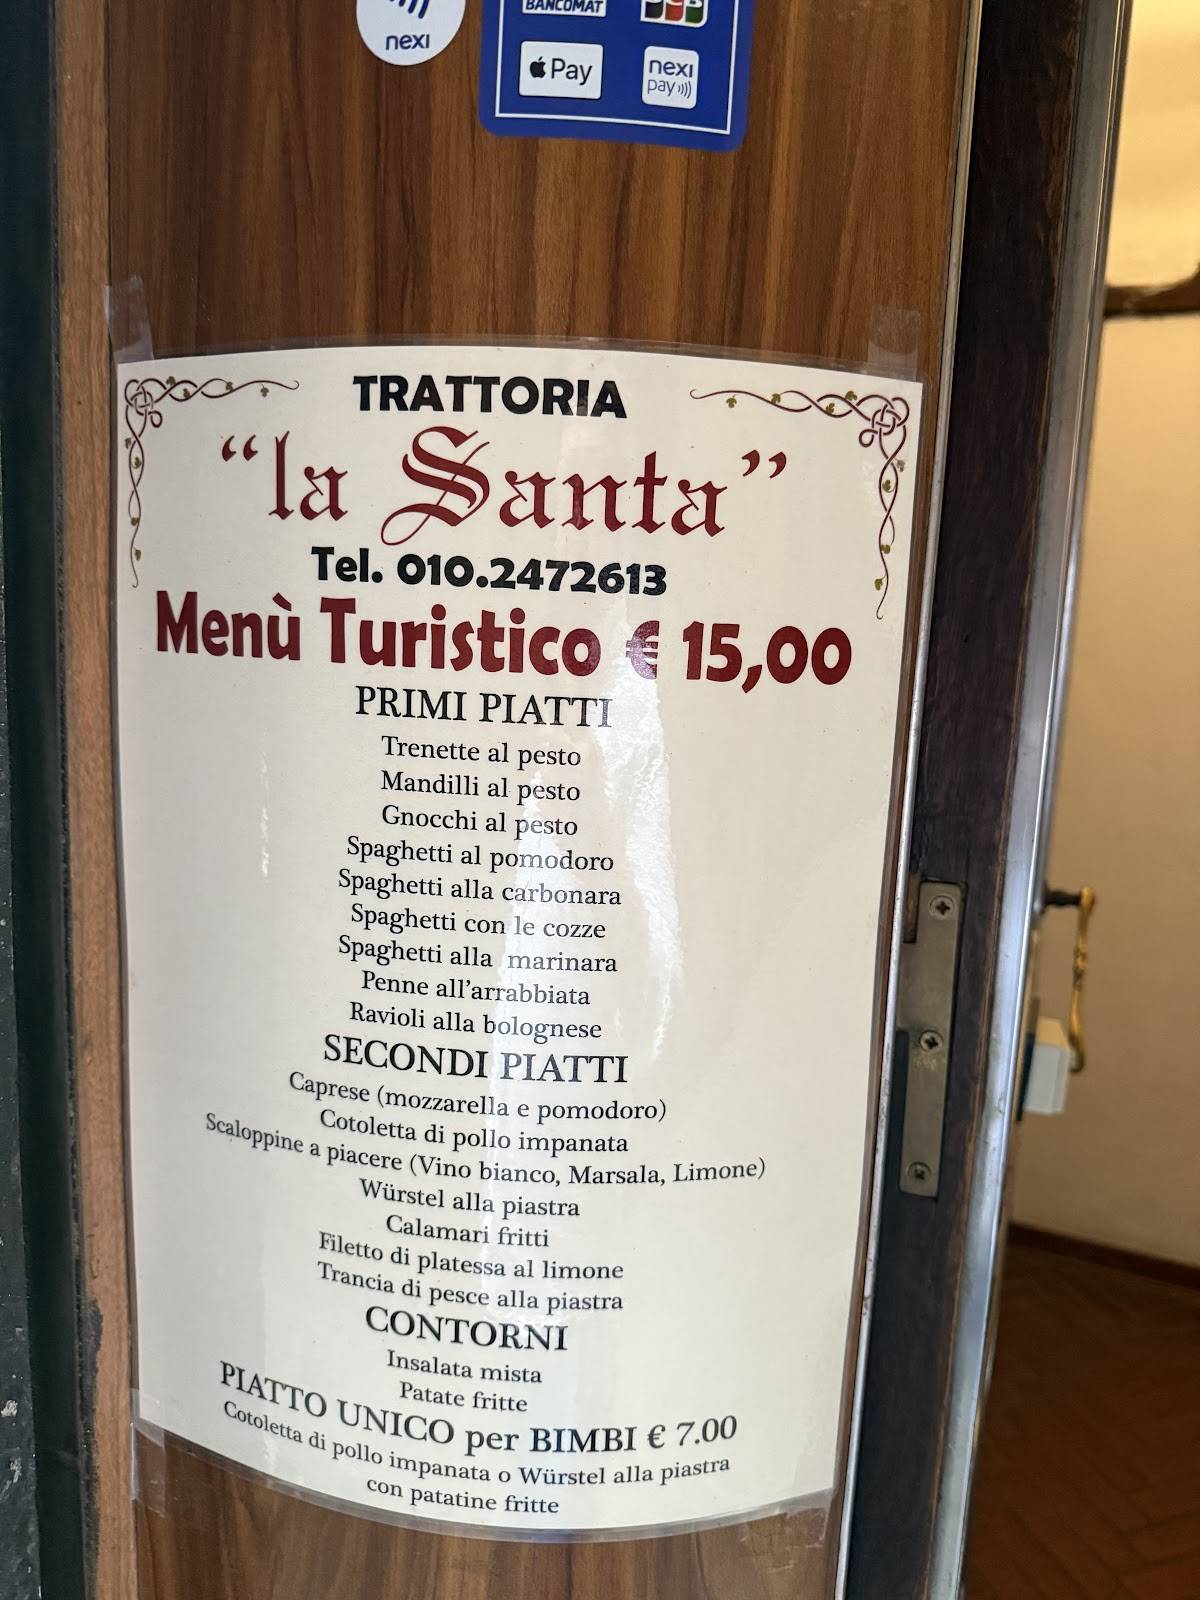 nexi
BANCOMAT
JCB
Pay
nexi
pay
TRATTORIA
“la Santa”
Tel. 010.2472613
Menù Turistico € 15,00
PRIMI PIATTI
Trenette al pesto
Mandilli al pesto
Gnocchi al pesto
Spaghetti al pomodoro
Spaghetti alla carbonara
Spaghetti con le cozze
Spaghetti alla marinara
Penne all’arrabbiata
Ravioli alla bolognese
SECONDI PIATTI
Caprese (mozzarella e pomodoro)
Cotoletta di pollo impanata
Scaloppine a piacere (Vino bianco, Marsala, Limone)
Würstel alla piastra
Calamari fritti
Filetto di platessa al limone
Trancia di pesce alla piastra
CONTORNI
Insalata mista
Patate fritte
PIATTO UNICO per BIMBI € 7.00
Cotoletta di pollo impanata o Würstel alla piastra
con patatine fritte